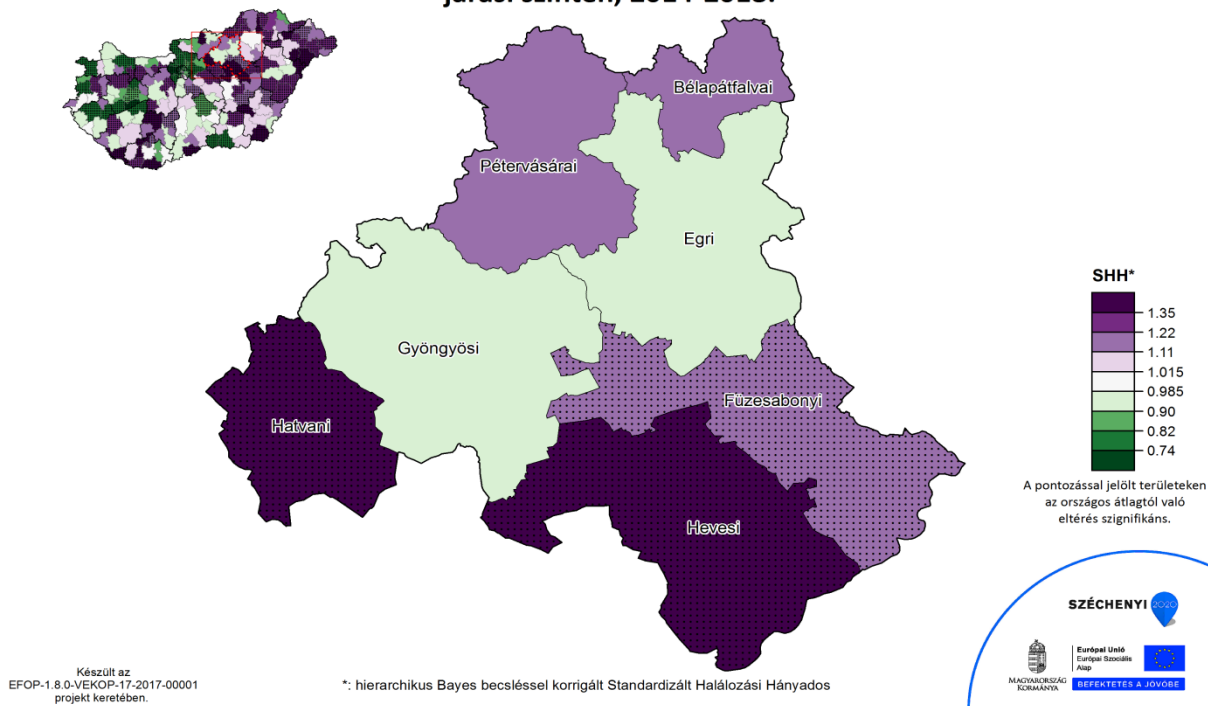 járási szinten, 2014-2018.
Bélapátfalvai
Pétervásárai
Egri
Gyöngyösi
Füzesabonyi
Hatvani
Hevesi
SHH*
1.35
1.22
1.11
1.015
0.985
0.90
0.82
0.74
A pontozással jelölt területeken
az országos átlagtól való
eltérés szignifikáns.
SZÉCHENYI 2020
Európai Unió
Európai Szociális
Alap
MAGYARORSZÁG
KORMÁNYA
BEFEKTETÉS A JÖVŐBE
Készült az
EFOP-1.8.0-VEKOP-17-2017-00001
projekt keretében.
*: hierarchikus Bayes becsléssel korrigált Standardizált Halálozási Hányados